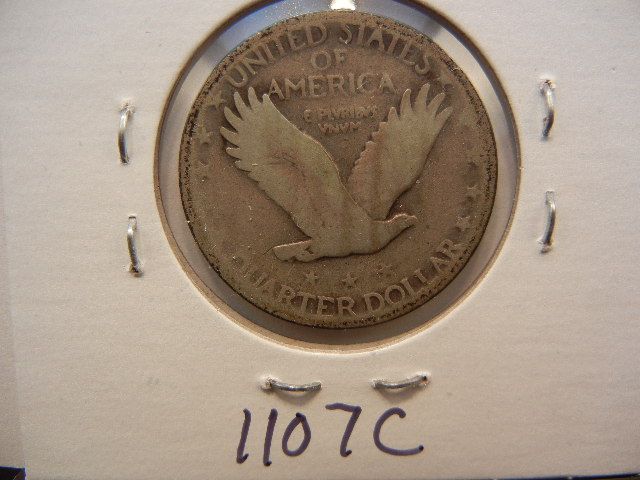 UNITED STATES
OF
AMERICA
E PLURIBUS
UNUM
QUARTER DOLLAR
1107C